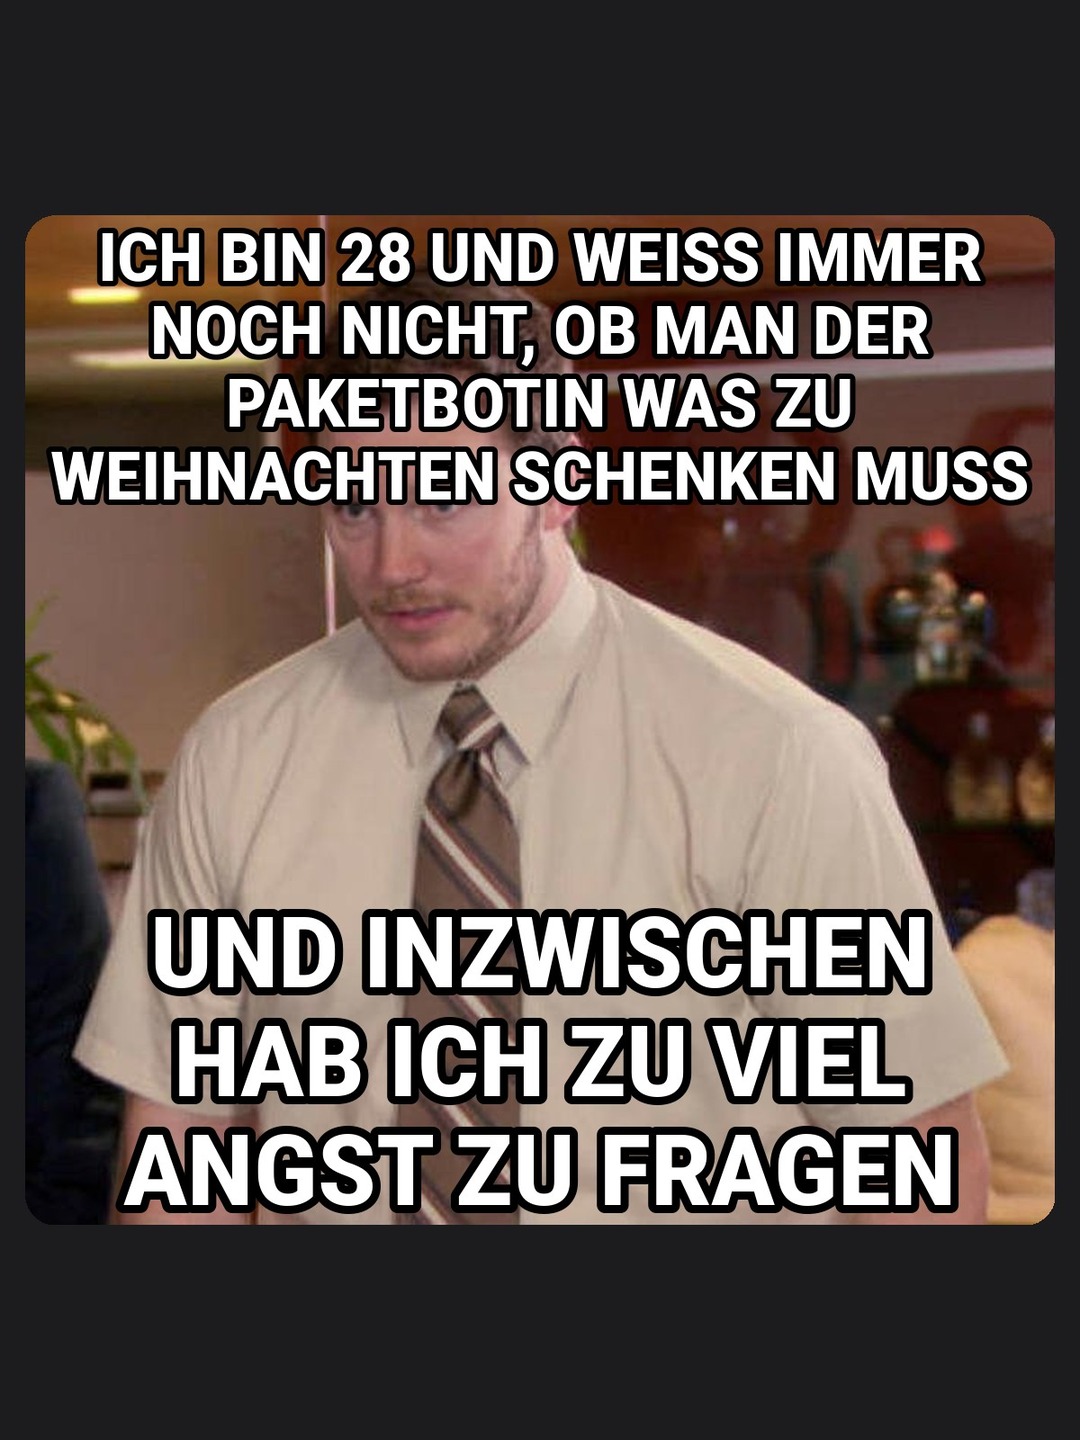 ICH BIN 28 UND WEISS IMMER
NOCH NICHT, OB MAN DER
PAKETBOTIN WAS ZU
WEIHNACHTEN SCHENKEN MUSS
UND INZWISCHEN
HAB ICH ZU VIEL
ANGST ZU FRAGEN